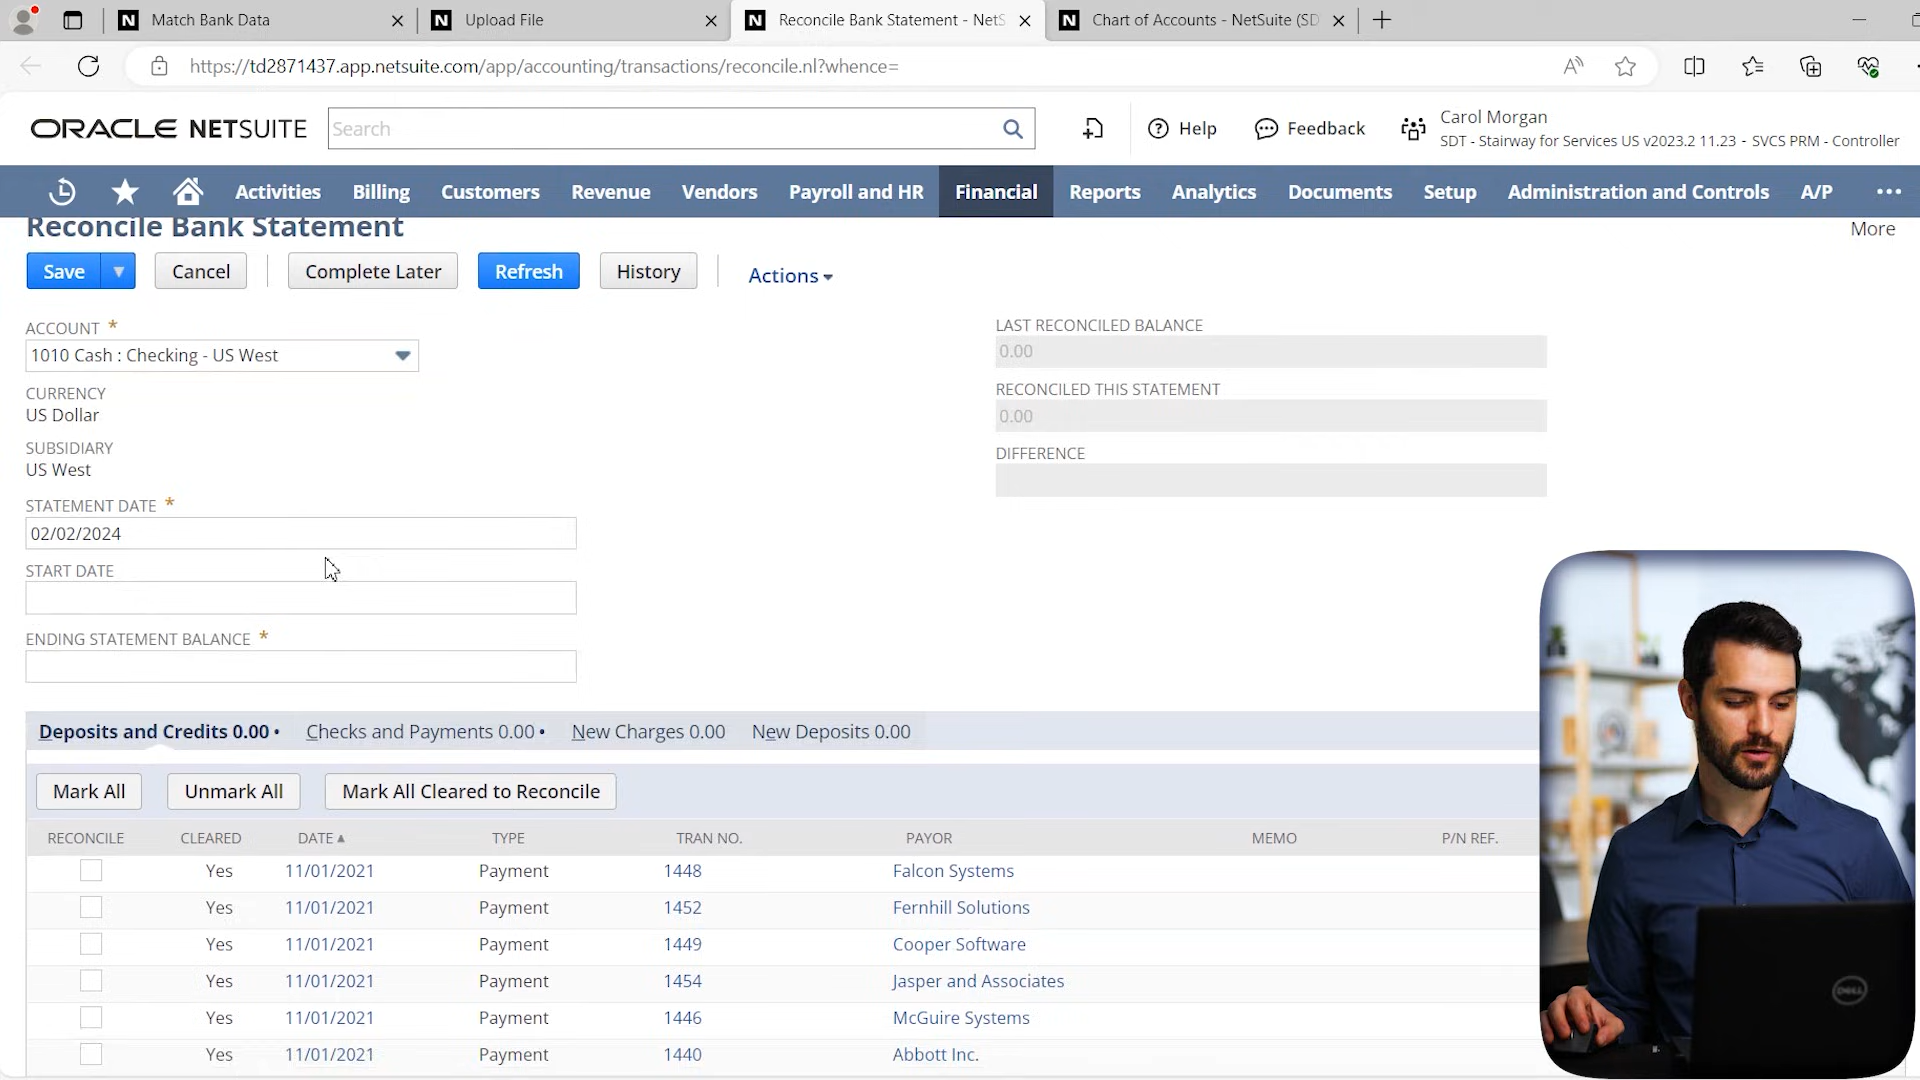 Match Bank Data
Upload File
Reconcile Bank Statement - NetS
Chart of Accounts - NetSuite (SD
https://td2871437.app.netsuite.com/app/accounting/transactions/reconcile.nl?whence=
ORACLE NETSUITE
Search
Help
Feedback
Carol Morgan
SDT - Stairway for Services US v2023.2 11.23 - SVCS PRM - Controller
Activities Billing Customers Revenue Vendors Payroll and HR Financial Reports Analytics Documents Setup Administration and Controls A/P
Reconcile Bank Statement
More
Save Cancel Complete Later Refresh History Actions
ACCOUNT *
1010 Cash : Checking - US West
CURRENCY
US Dollar
SUBSIDIARY
US West
STATEMENT DATE *
02/02/2024
START DATE
ENDING STATEMENT BALANCE *
LAST RECONCILED BALANCE
0.00
RECONCILED THIS STATEMENT
0.00
DIFFERENCE
Deposits and Credits 0.00 • Checks and Payments 0.00 • New Charges 0.00 New Deposits 0.00
Mark All Unmark All Mark All Cleared to Reconcile
RECONCILE CLEARED DATE TYPE TRAN NO. PAYOR MEMO P/N REF.
Yes 11/01/2021 Payment 1448 Falcon Systems
Yes 11/01/2021 Payment 1452 Fernhill Solutions
Yes 11/01/2021 Payment 1449 Cooper Software
Yes 11/01/2021 Payment 1454 Jasper and Associates
Yes 11/01/2021 Payment 1446 McGuire Systems
Yes 11/01/2021 Payment 1440 Abbott Inc.
DELL